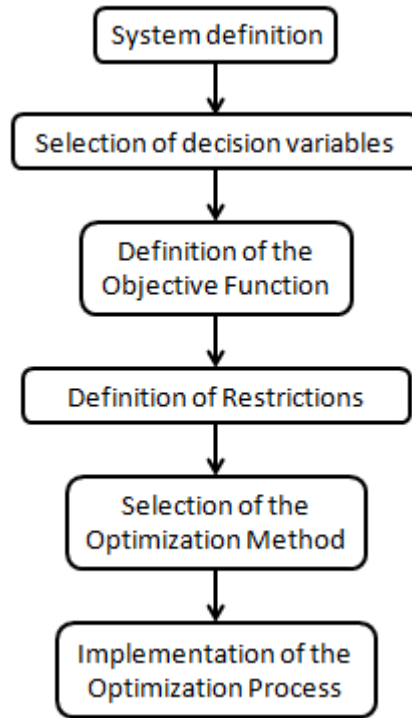 System definition
Selection of decision variables
Definition of the
Objective Function
Definition of Restrictions
Selection of the
Optimization Method
Implementation of the
Optimization Process